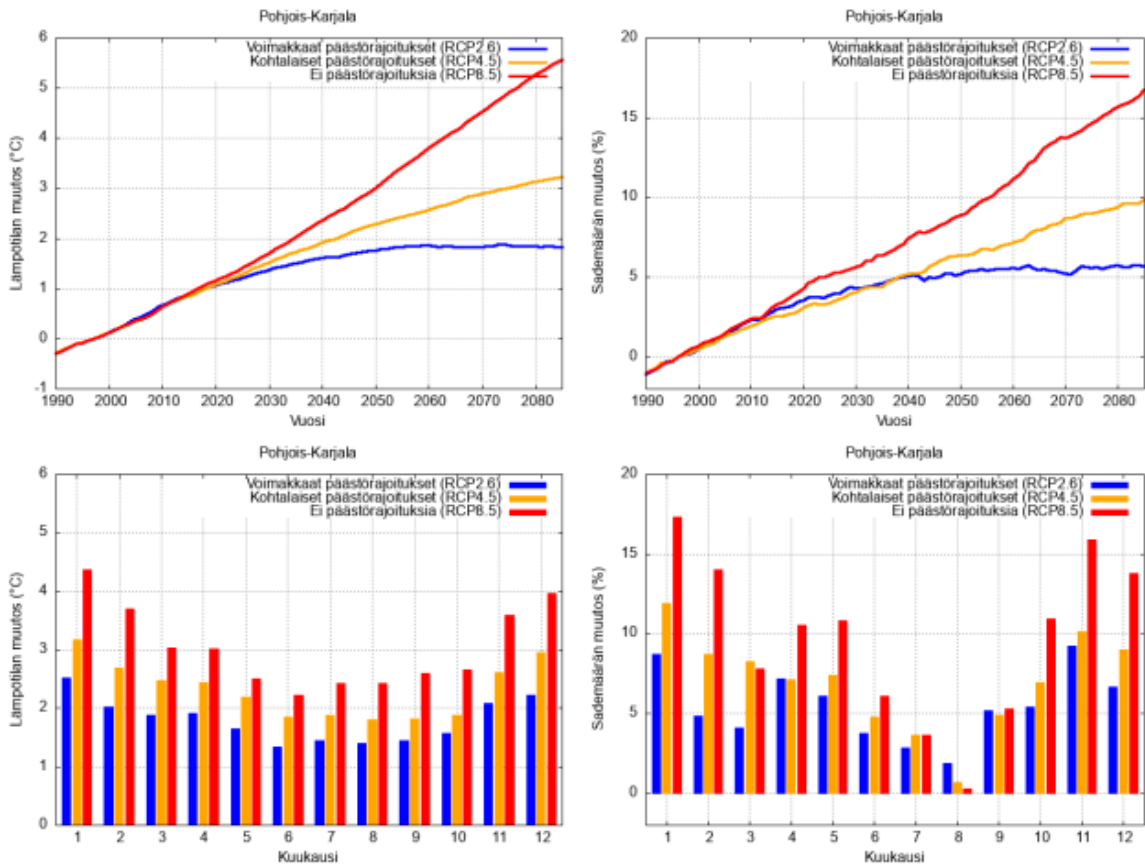 Pohjois-Karjala
Voimakkaat päästörajoitukset (RCP2.6)
Kohtalaiset päästörajoitukset (RCP4.5)
Ei päästörajoituksia (RCP8.5)
Lämpötilan muutos (°C)
6
5
4
3
2
1
0
-1
1990 2000 2010 2020 2030 2040 2050 2060 2070 2080
Vuosi
Pohjois-Karjala
Voimakkaat päästörajoitukset (RCP2.6)
Kohtalaiset päästörajoitukset (RCP4.5)
Ei päästörajoituksia (RCP8.5)
Sademäärän muutos (%)
20
15
10
5
0
1990 2000 2010 2020 2030 2040 2050 2060 2070 2080
Vuosi
Pohjois-Karjala
Voimakkaat päästörajoitukset (RCP2.6)
Kohtalaiset päästörajoitukset (RCP4.5)
Ei päästörajoituksia (RCP8.5)
Lämpötilan muutos (°C)
6
5
4
3
2
1
0
1 2 3 4 5 6 7 8 9 10 11 12
Kuukausi
Pohjois-Karjala
Voimakkaat päästörajoitukset (RCP2.6)
Kohtalaiset päästörajoitukset (RCP4.5)
Ei päästörajoituksia (RCP8.5)
Sademäärän muutos (%)
20
15
10
5
0
1 2 3 4 5 6 7 8 9 10 11 12
Kuukausi